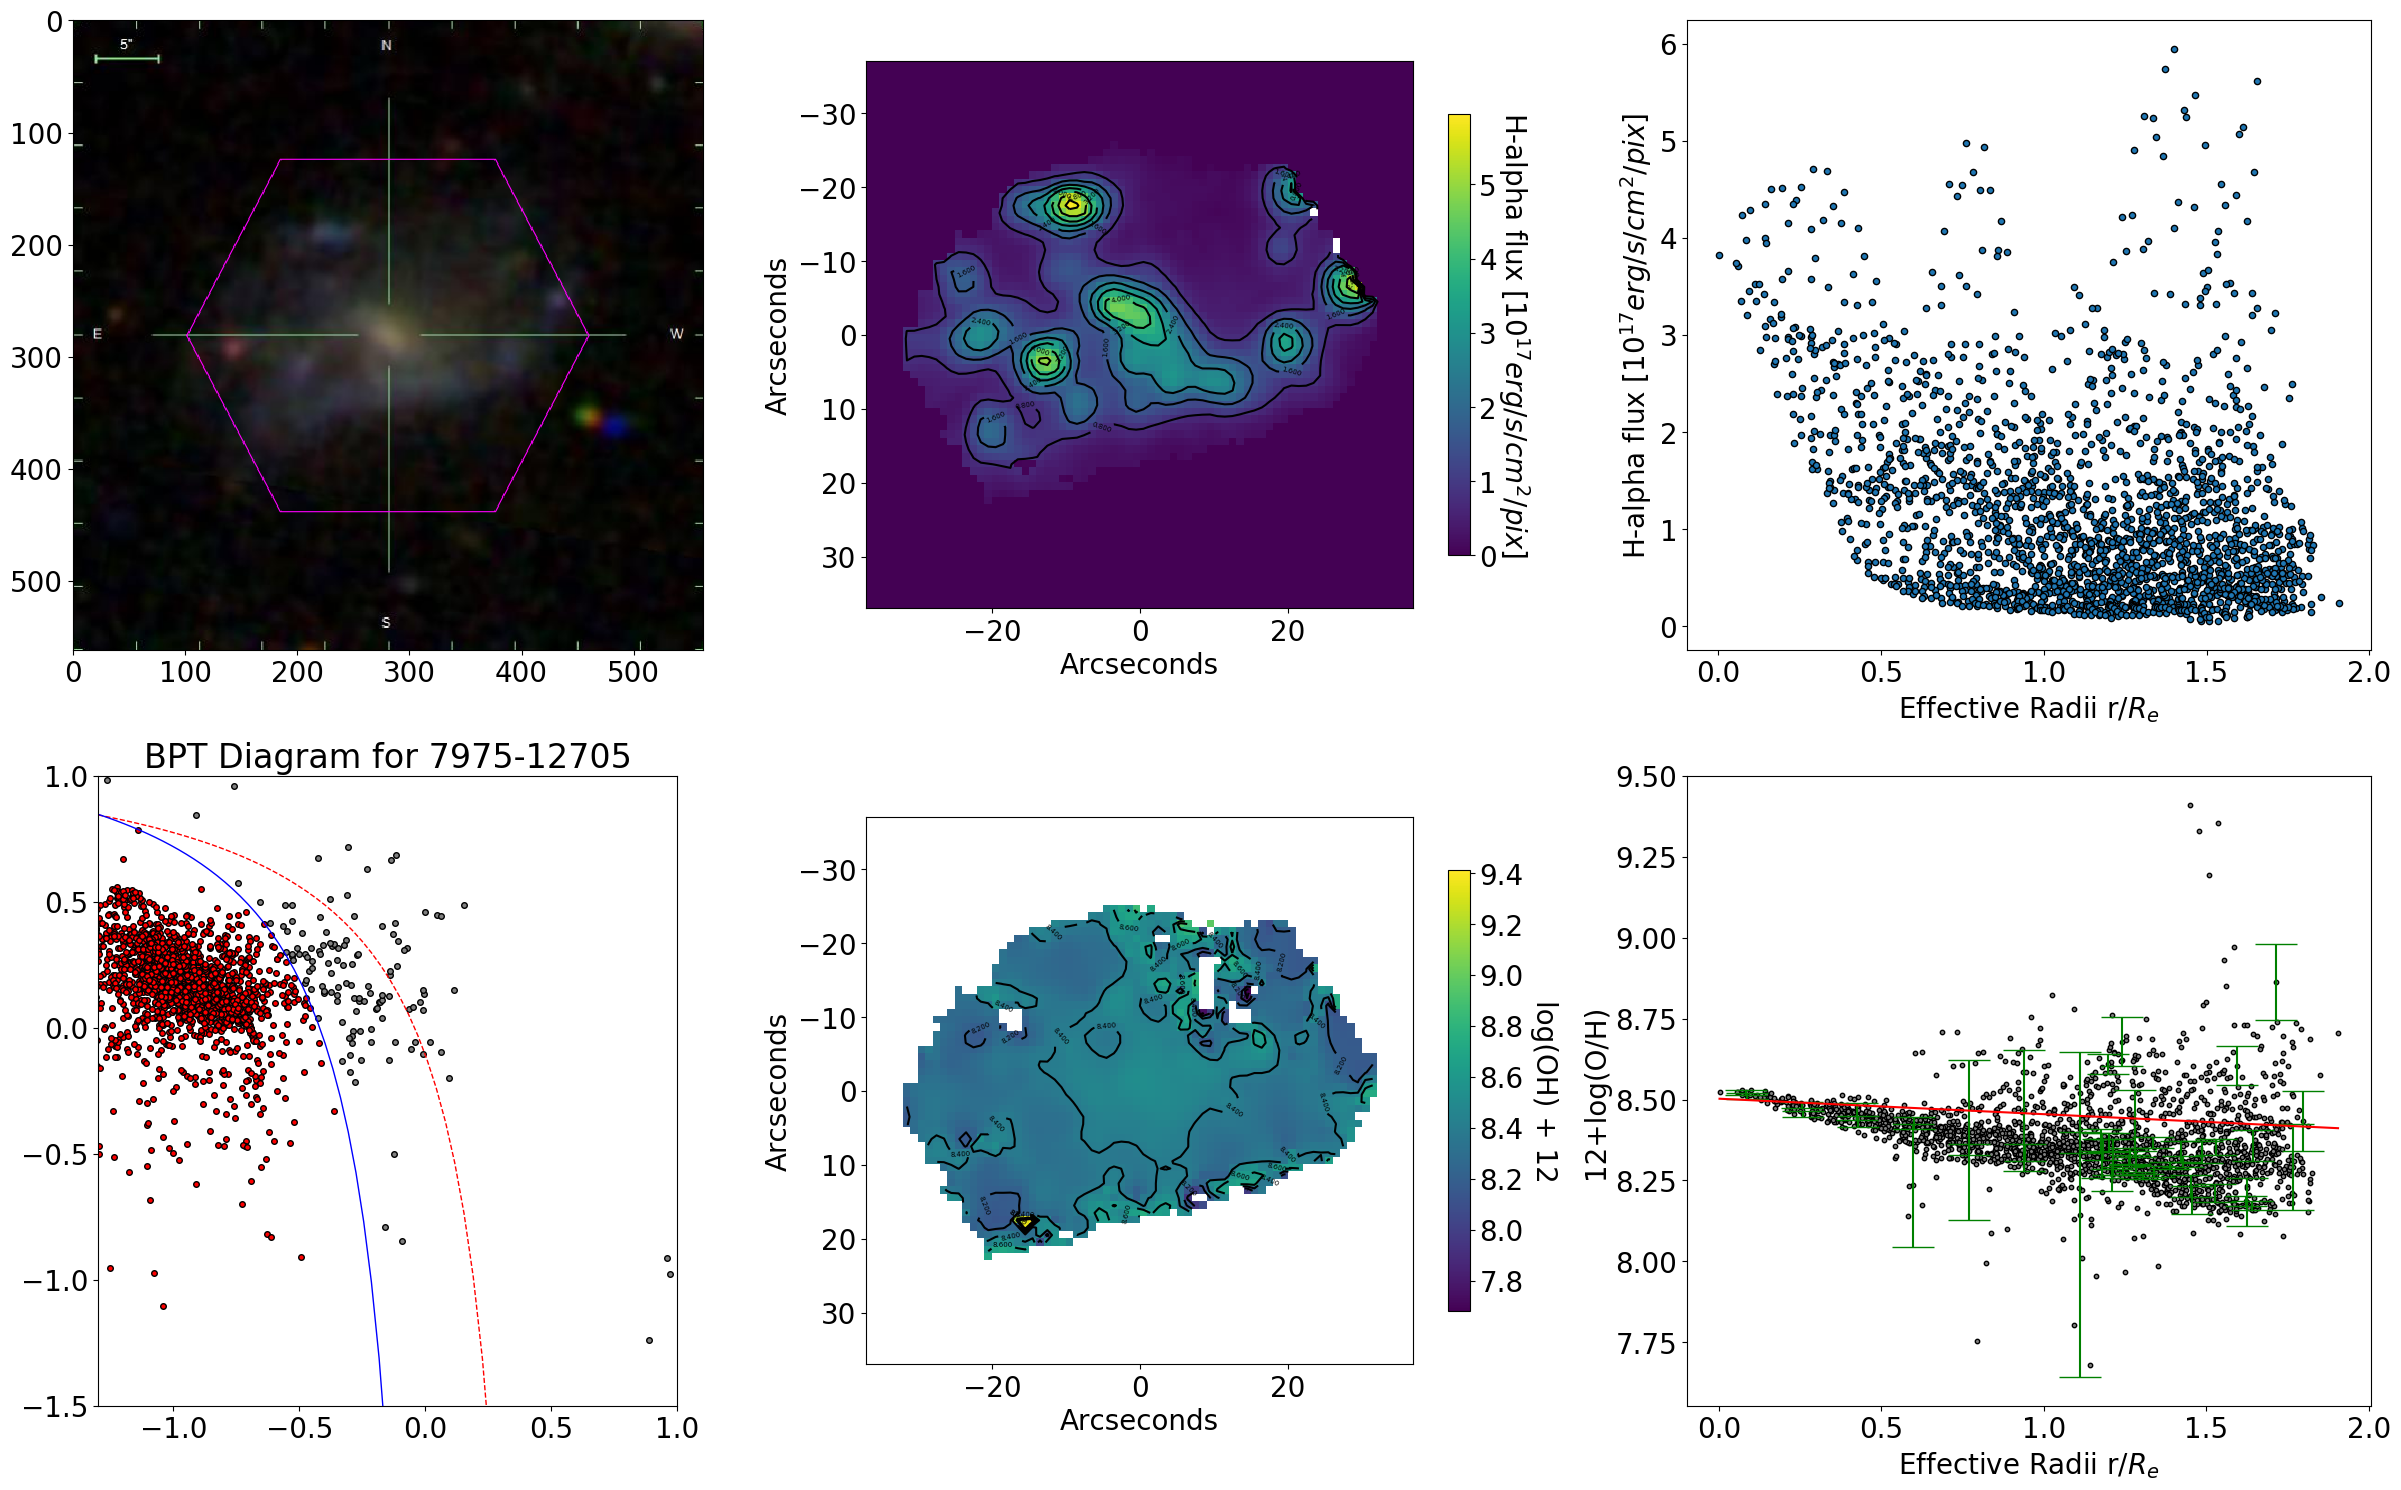 0
100
200
300
400
500
5"
N
E
W
S
0 100 200 300 400 500
Arcseconds
−30
−20
−10
0
10
20
30
−20 0 20
Arcseconds
5
4
3
2
1
0
H-alpha flux [10^17 erg/s/cm^2/pix]
H-alpha flux [10^17 erg/s/cm^2/pix]
6
5
4
3
2
1
0
0.0 0.5 1.0 1.5 2.0
Effective Radii r/R_e
BPT Diagram for 7975-12705
1.0
0.5
0.0
−0.5
−1.0
−1.5
−1.0 −0.5 0.0 0.5 1.0
Arcseconds
−30
−20
−10
0
10
20
30
−20 0 20
Arcseconds
9.4
9.2
9.0
8.8
8.6
8.4
8.2
8.0
7.8
log(OH) + 12
12+log(O/H)
9.50
9.25
9.00
8.75
8.50
8.25
8.00
7.75
0.0 0.5 1.0 1.5 2.0
Effective Radii r/R_e